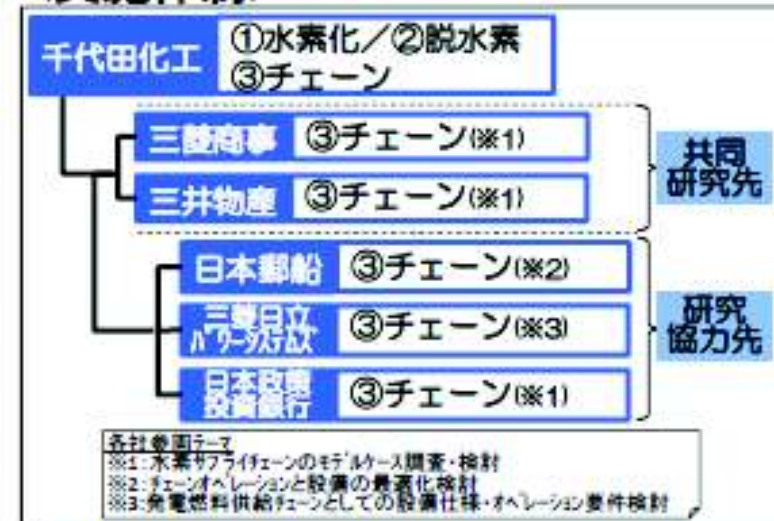 千代田化工 ①水素化／②脱水素
③チェーン
三菱商事 ③チェーン(※1)
三井物産 ③チェーン(※1)
共同
研究先
日本郵船 ③チェーン(※2)
三菱日立
パワーシステムズ ③チェーン(※3)
日本政策
投資銀行 ③チェーン(※1)
研究
協力先
各社参画テーマ
※1:水素サプライチェーンのモデルケース調査・検討
※2:チェーンオペレーションと設備の最適化検討
※3:発電燃料供給チェーンとしての設備仕様・オペレーション要件検討